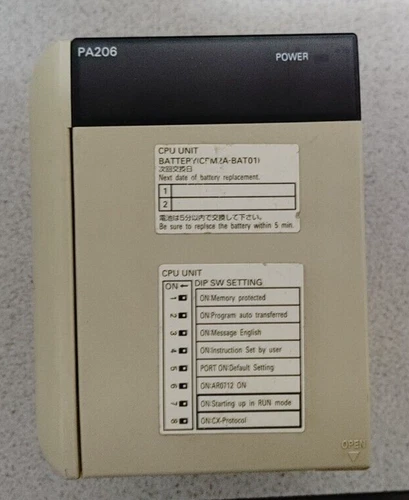 PA206
POWER
CPU UNIT
BATTERY(CPM2A-BAT01)
次回交換日
Next date of battery replacement.
1
2
電池は5分以内で交換して下さい。
Be sure to replace the battery within 5 min.
CPU UNIT
DIP SW SETTING
ON ←
1 ON:Memory protected
2 ON:Program auto transferred
3 ON:Message English
4 ON:Instruction Set by user
5 PORT ON:Default Setting
6 ON:AR0712 ON
7 ON:Starting up in RUN mode
8 ON:CX-Protocol
OPEN